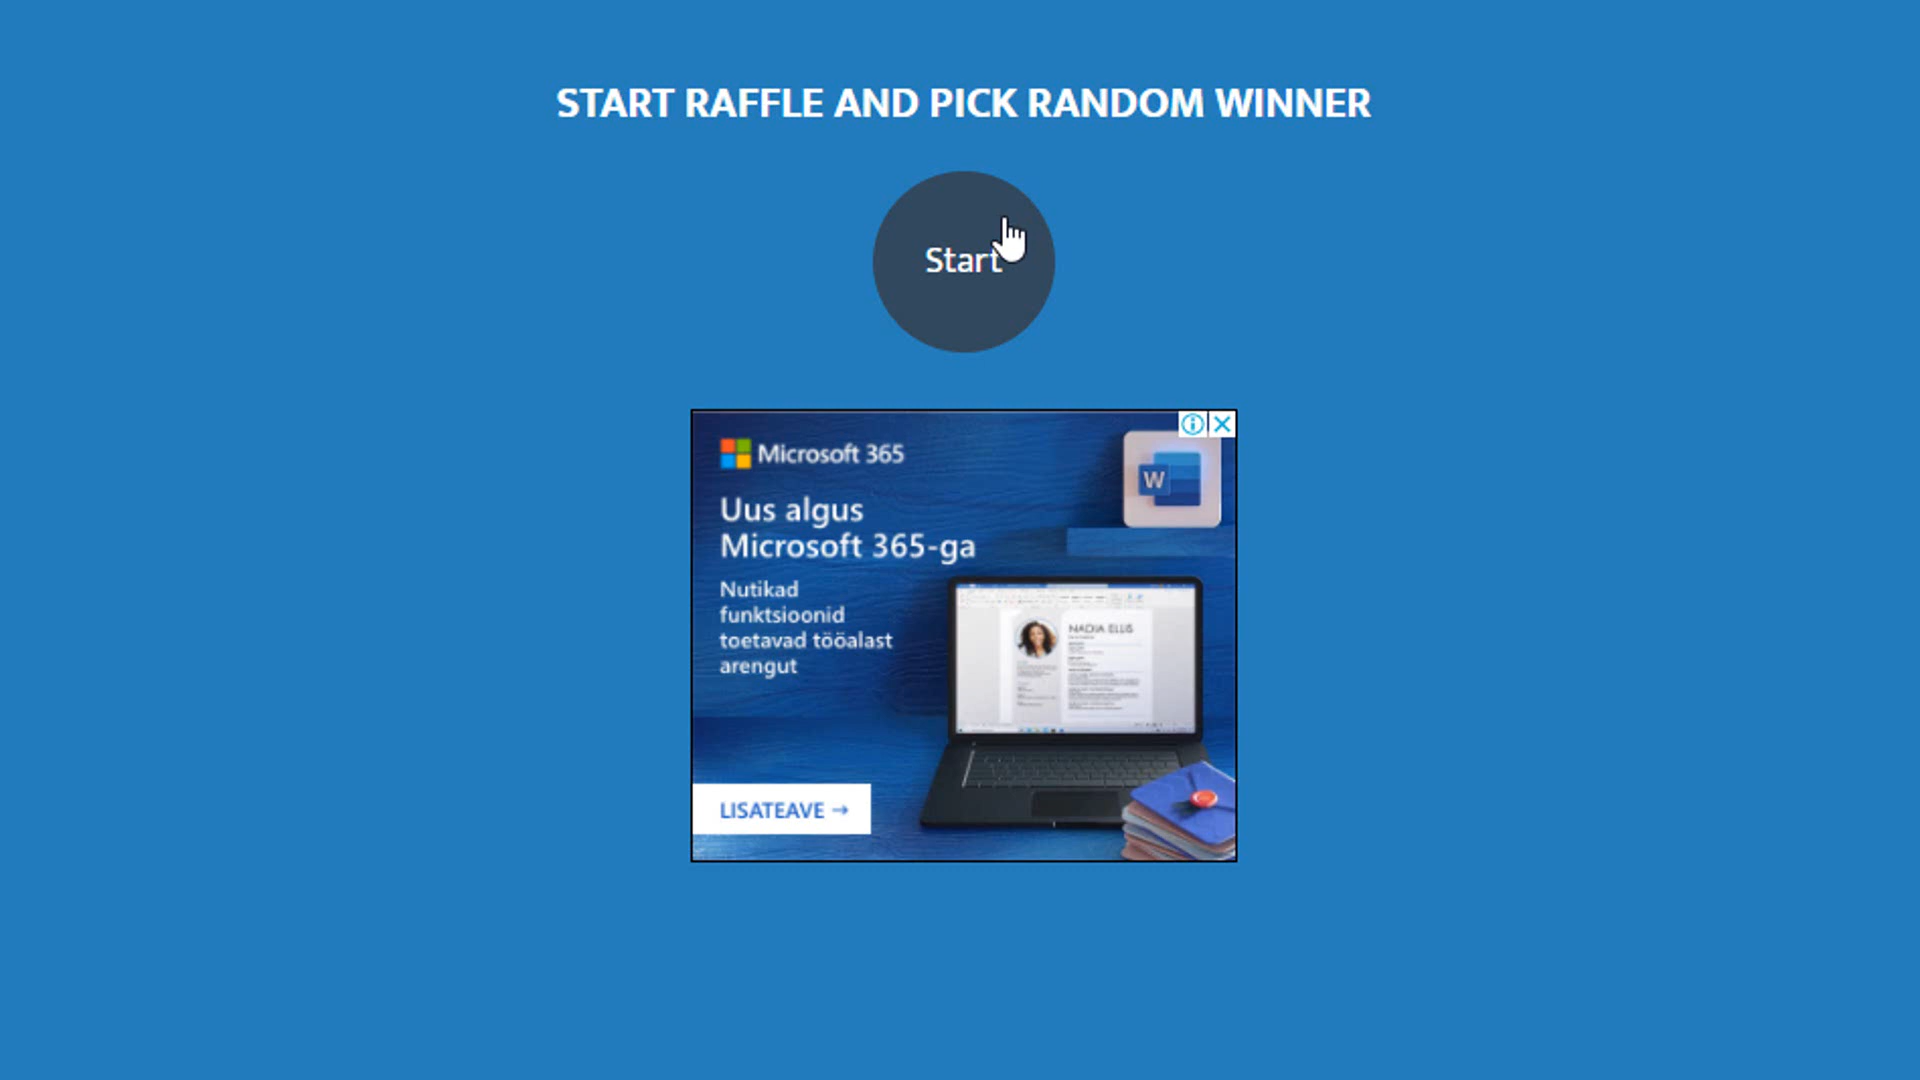 START RAFFLE AND PICK RANDOM WINNER
Start
Microsoft 365
W
Uus algus
Microsoft 365-ga
Nutikad
funktsioonid
toetavad tööalast
arengut
NADIA ELLIS
LISATEAVE →